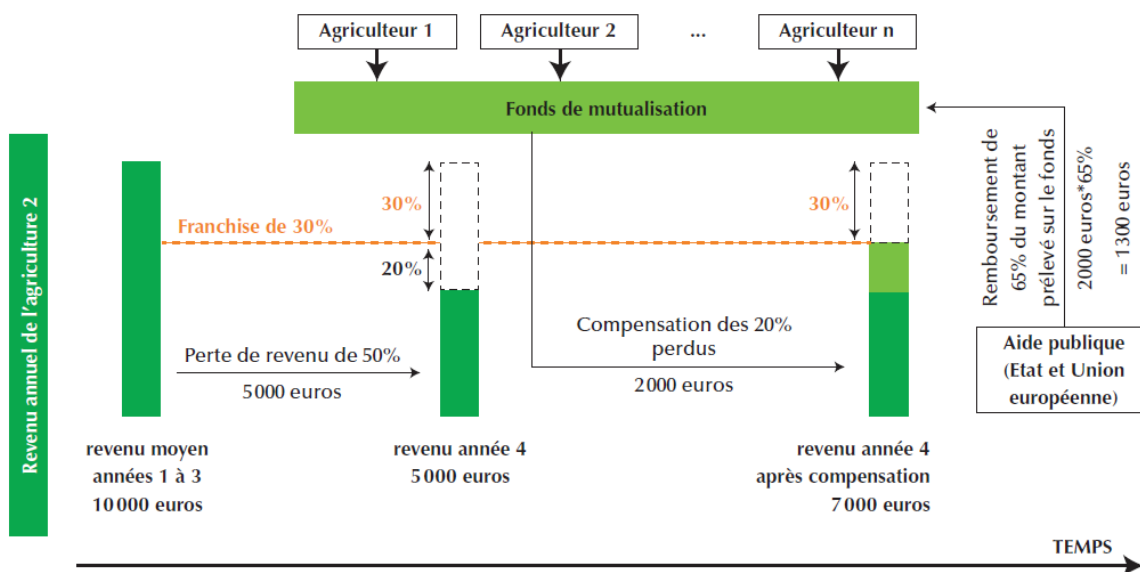 Agriculteur 1
Agriculteur 2
...
Agriculteur n
Fonds de mutualisation
Revenu annuel de l'agriculture 2
30%
Franchise de 30%
20%
30%
Perte de revenu de 50%
5000 euros
Compensation des 20%
perdus
2000 euros
Remboursement de
65% du montant
prélevé sur le fonds
2000 euros*65%
= 1300 euros
Aide publique
(Etat et Union
européenne)
revenu moyen
années 1 à 3
10000 euros
revenu année 4
5000 euros
revenu année 4
après compensation
7000 euros
TEMPS